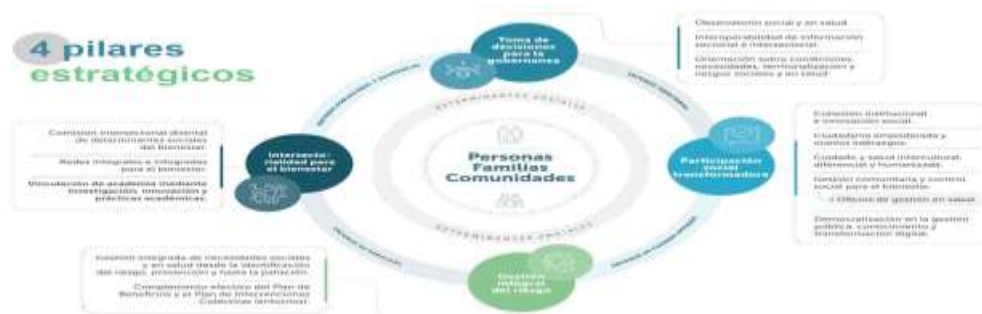 4 pilares
estratégicos
Toma de
decisiones
para la
gobernanza
Observatorio social y en salud
Interoperabilidad de información
sectorial e intersectorial.
Orientación sobre condiciones,
necesidades, territorialización y
riesgos sociales y en salud
Comisión intersectorial distrital
de determinantes sociales
del bienestar.
Redes integrales e integradas
para el bienestar.
Vinculación de academia mediante
investigación, innovación y
prácticas académicas.
Intersecto-
rialidad para
el bienestar
DETERMINANTES SOCIALES
Personas
Familias
Comunidades
DETERMINANTES SOCIALES
Participación
social
transformadora
Cohesión institucional
e innovación social.
Ciudadanía empoderada y
nuevos liderazgos.
Cuidado y salud intercultural,
diferencial y humanizada.
Gestión comunitaria y control
social para el bienestar.
Oficinas de gestión en salud
Democratización en la gestión
pública, conocimiento y
transformación digital.
Gestión integrada de necesidades sociales
y en salud desde la identificación
del riesgo, prevención y hasta la paliación.
Complemento efectivo del Plan de
Beneficios y el Plan de Intervenciones
Colectivas (entornos).
Gestión
integral
del riesgo